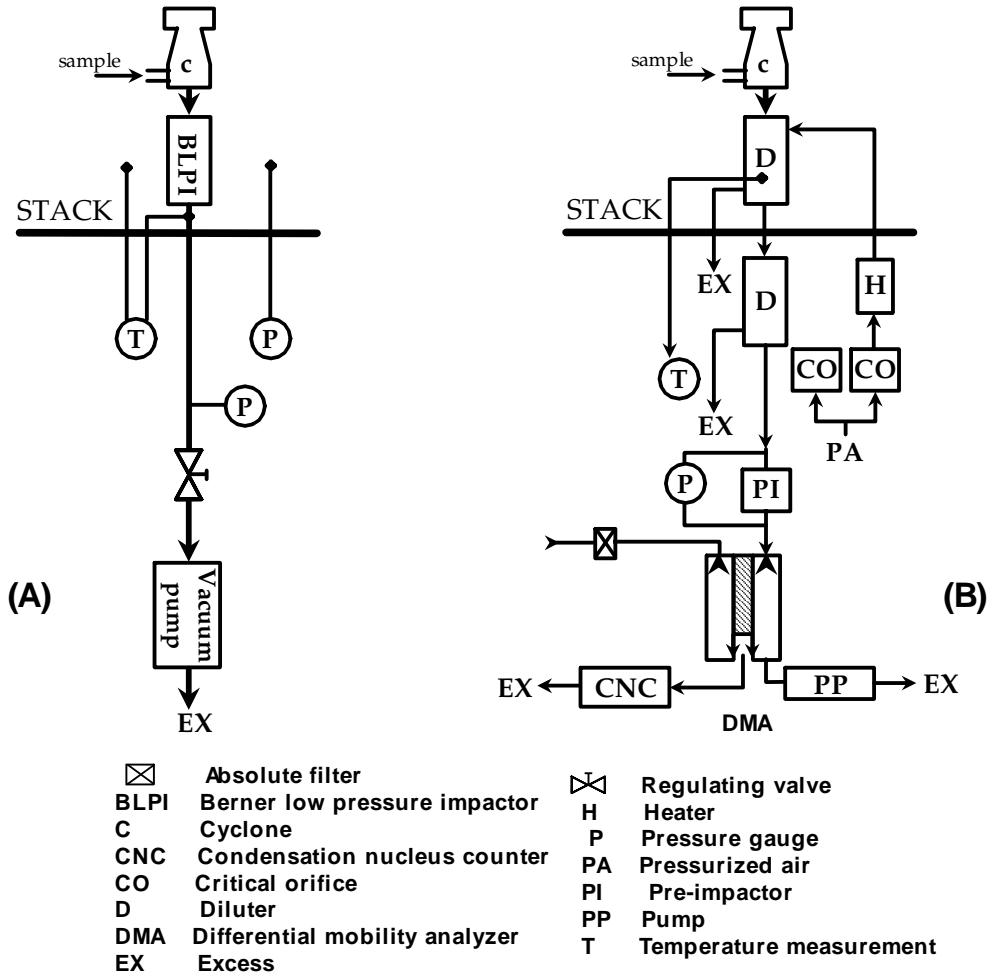 sample
c
BLPI
STACK
T
P
P
Vacuum
pump
EX
(A)
sample
c
D
STACK
EX
D
H
T
CO
CO
EX
PA
P
PI
(B)
EX
CNC
PP
EX
DMA
Absolute filter
BLPI Berner low pressure impactor
C Cyclone
CNC Condensation nucleus counter
CO Critical orifice
D Diluter
DMA Differential mobility analyzer
EX Excess
Regulating valve
H Heater
P Pressure gauge
PA Pressurized air
PI Pre-impactor
PP Pump
T Temperature measurement